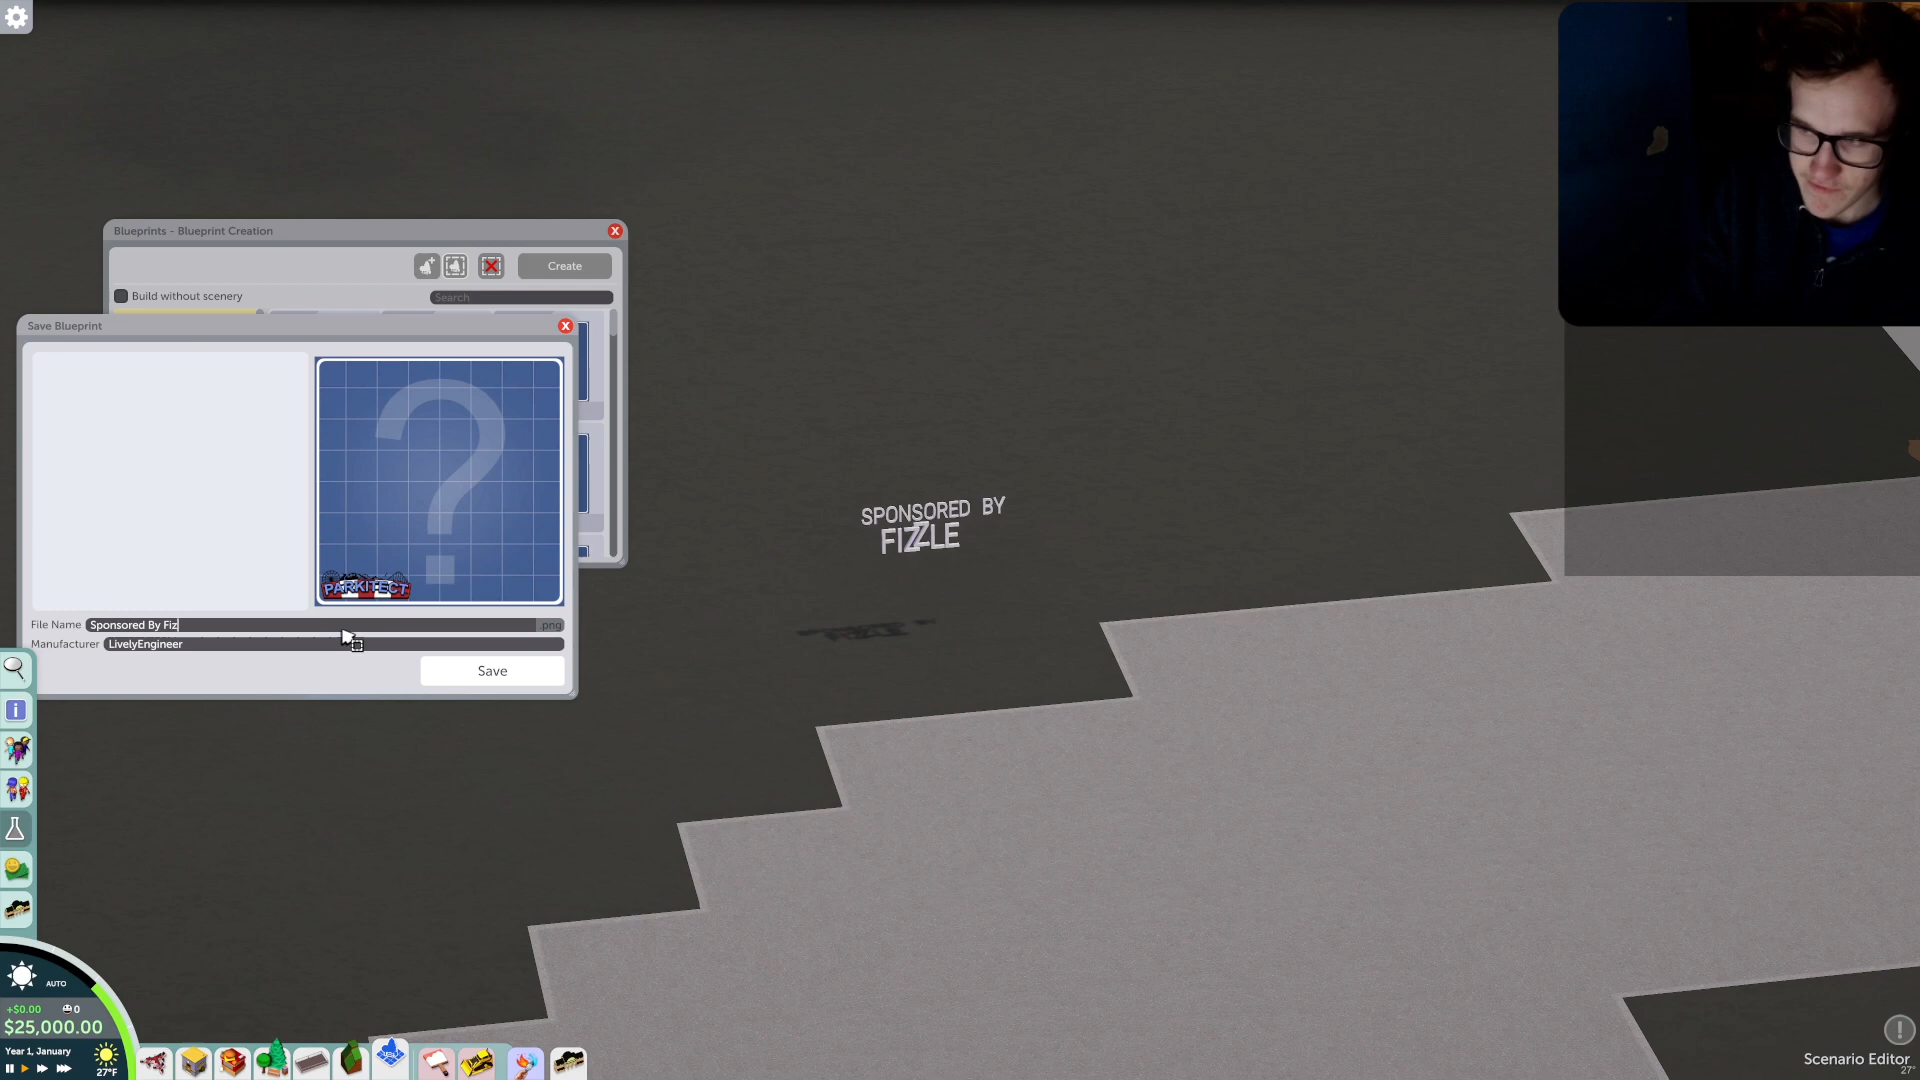 Blueprints - Blueprint Creation
Create
Build without scenery
Search
Save Blueprint
PARKITECT
File Name Sponsored By Fiz .png
Manufacturer LivelyEngineer
Save
SPONSORED BY
FIZZLE
AUTO
+$0.00 0
$25,000.00
Year 1, January
27°F
Scenario Editor
27°